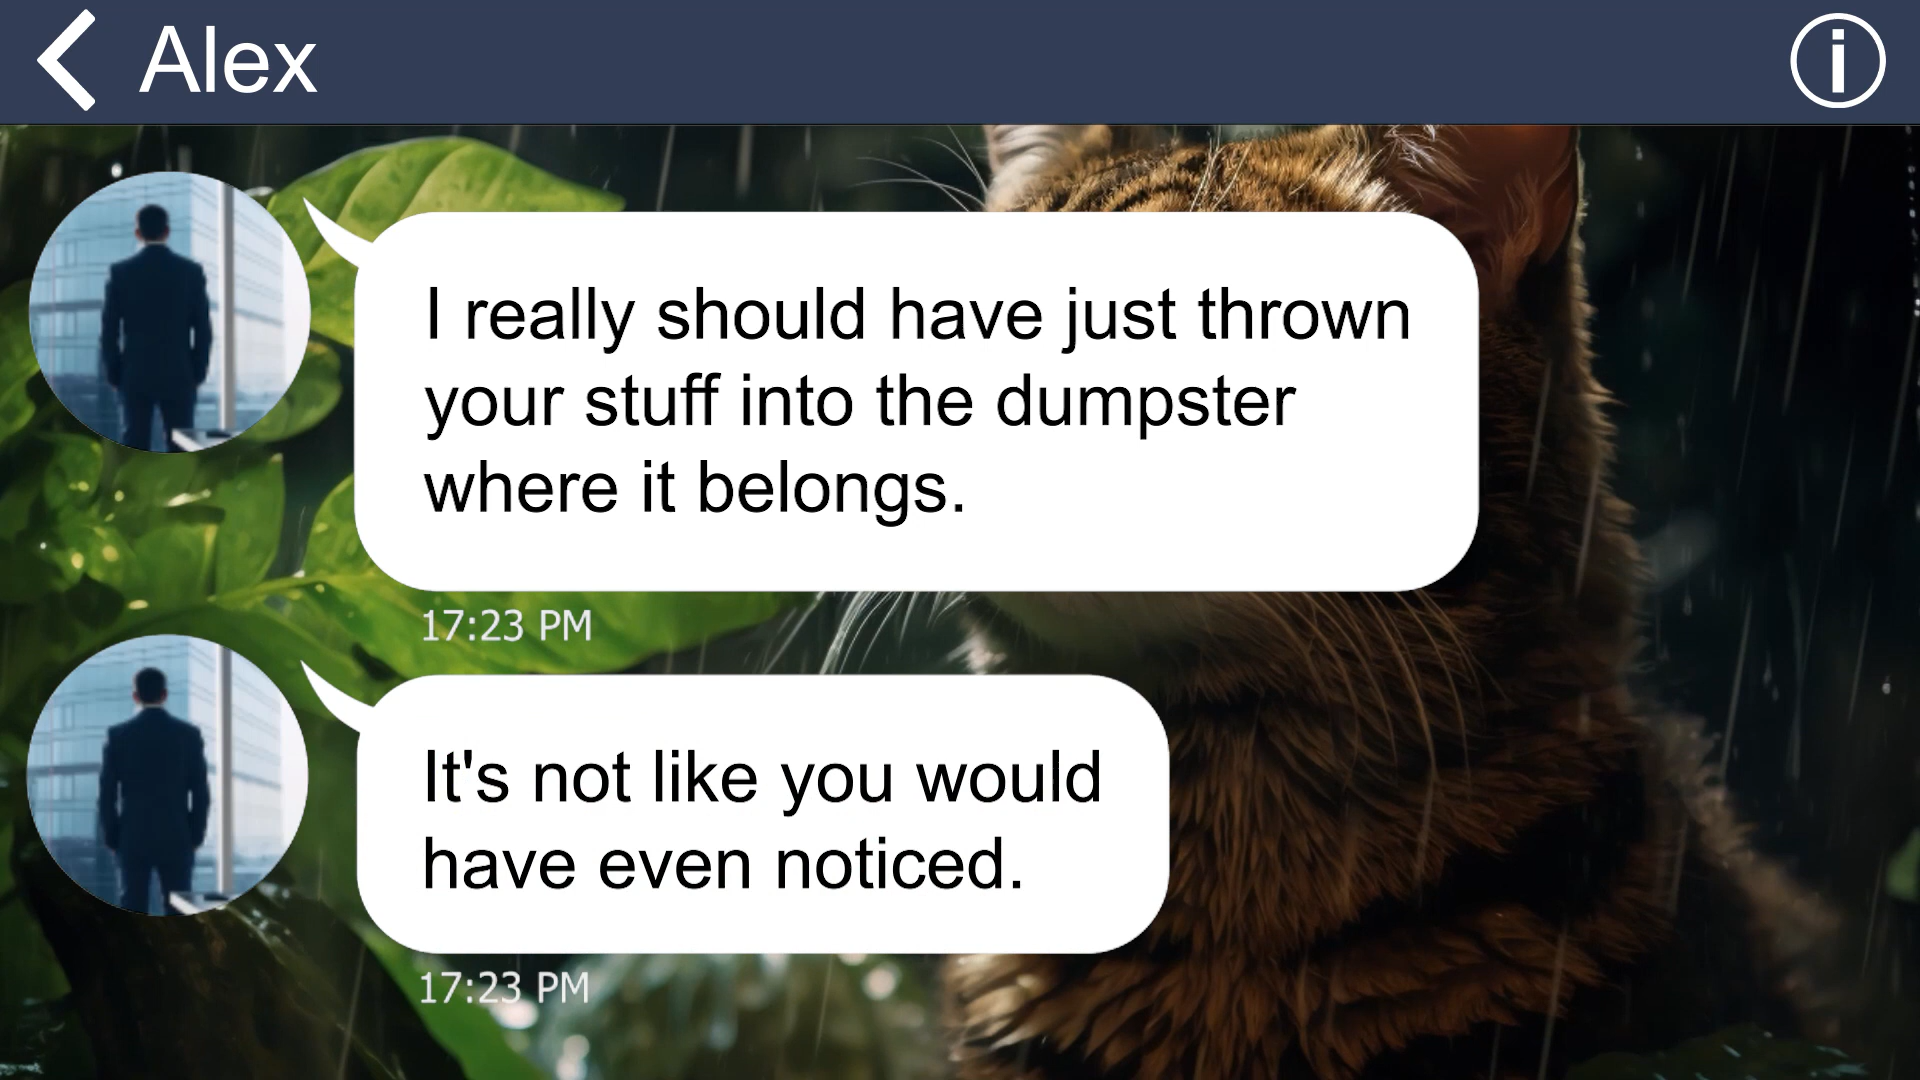 Alex
I really should have just thrown
your stuff into the dumpster
where it belongs.
17:23 PM
It's not like you would
have even noticed.
17:23 PM